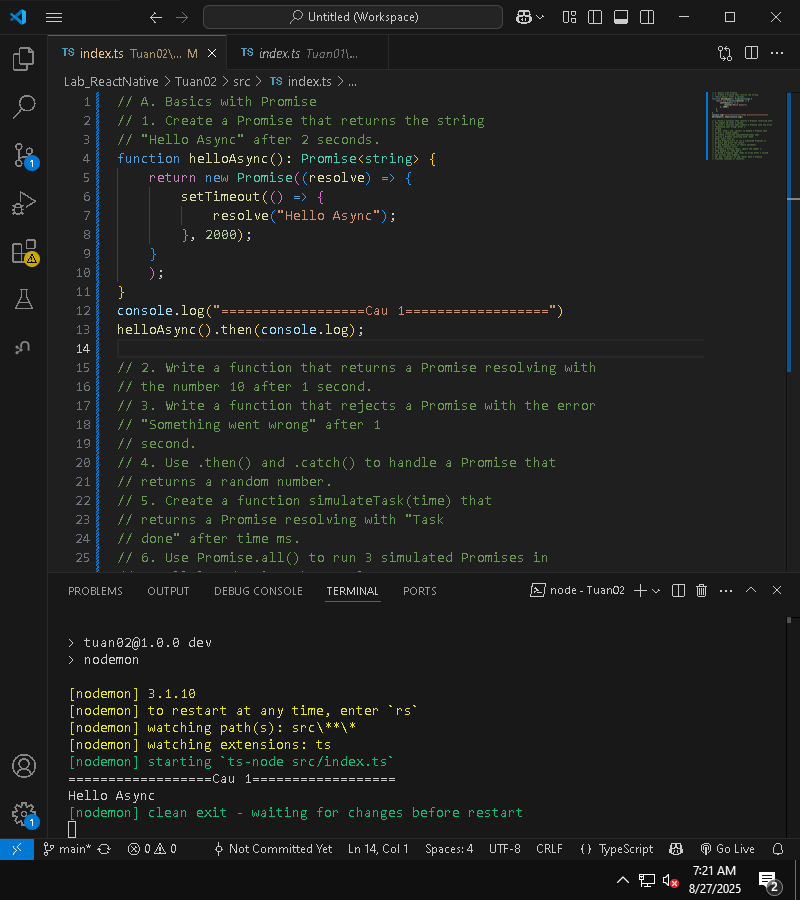 Untitled (Workspace)
TS index.ts Tuan02\... M
TS index.ts Tuan01\...
Lab_ReactNative > Tuan02 > src > TS index.ts > ...
1 // A. Basics with Promise
2 // 1. Create a Promise that returns the string
3 // "Hello Async" after 2 seconds.
4 function helloAsync(): Promise<string> {
5 return new Promise((resolve) => {
6 setTimeout(() => {
7 resolve("Hello Async");
8 }, 2000);
9 }
10 );
11 }
12 console.log("==================Cau 1==================")
13 helloAsync().then(console.log);
14
15 // 2. Write a function that returns a Promise resolving with
16 // the number 10 after 1 second.
17 // 3. Write a function that rejects a Promise with the error
18 // "Something went wrong" after 1
19 // second.
20 // 4. Use .then() and .catch() to handle a Promise that
21 // returns a random number.
22 // 5. Create a function simulateTask(time) that
23 // returns a Promise resolving with "Task
24 // done" after time ms.
25 // 6. Use Promise.all() to run 3 simulated Promises in
PROBLEMS OUTPUT DEBUG CONSOLE TERMINAL PORTS
node - Tuan02
> tuan02@1.0.0 dev
> nodemon
[nodemon] 3.1.10
[nodemon] to restart at any time, enter `rs`
[nodemon] watching path(s): src\**\*
[nodemon] watching extensions: ts
[nodemon] starting `ts-node src/index.ts`
==================Cau 1==================
Hello Async
[nodemon] clean exit - waiting for changes before restart
1
1
main* 0 0 Not Committed Yet Ln 14, Col 1 Spaces: 4 UTF-8 CRLF {} TypeScript Go Live
7:21 AM
8/27/2025
2